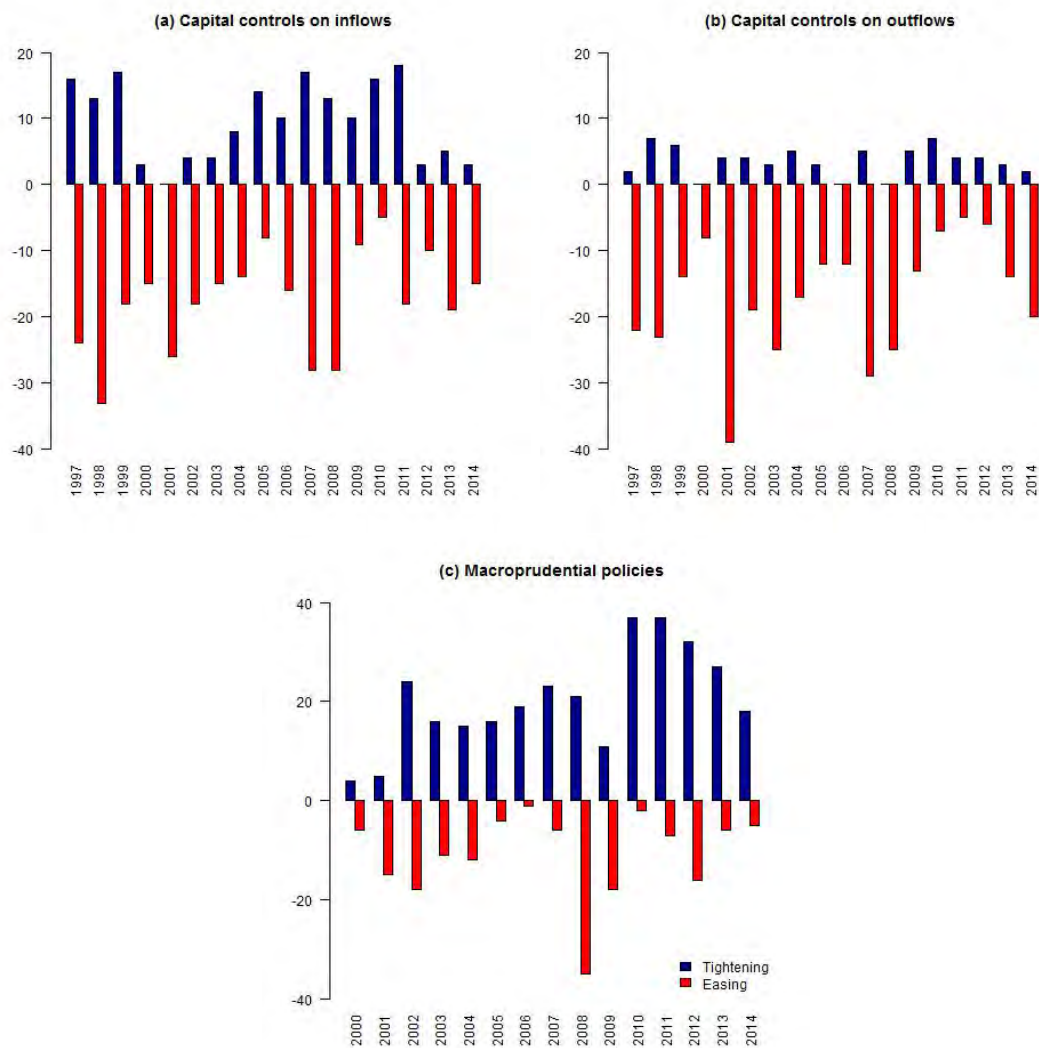 (a) Capital controls on inflows
20
10
0
-10
-20
-30
-40
1997 1998 1999 2000 2001 2002 2003 2004 2005 2006 2007 2008 2009 2010 2011 2012 2013 2014
(b) Capital controls on outflows
20
10
0
-10
-20
-30
-40
1997 1998 1999 2000 2001 2002 2003 2004 2005 2006 2007 2008 2009 2010 2011 2012 2013 2014
(c) Macroprudential policies
40
20
0
-20
-40
Tightening
Easing
2000 2001 2002 2003 2004 2005 2006 2007 2008 2009 2010 2011 2012 2013 2014